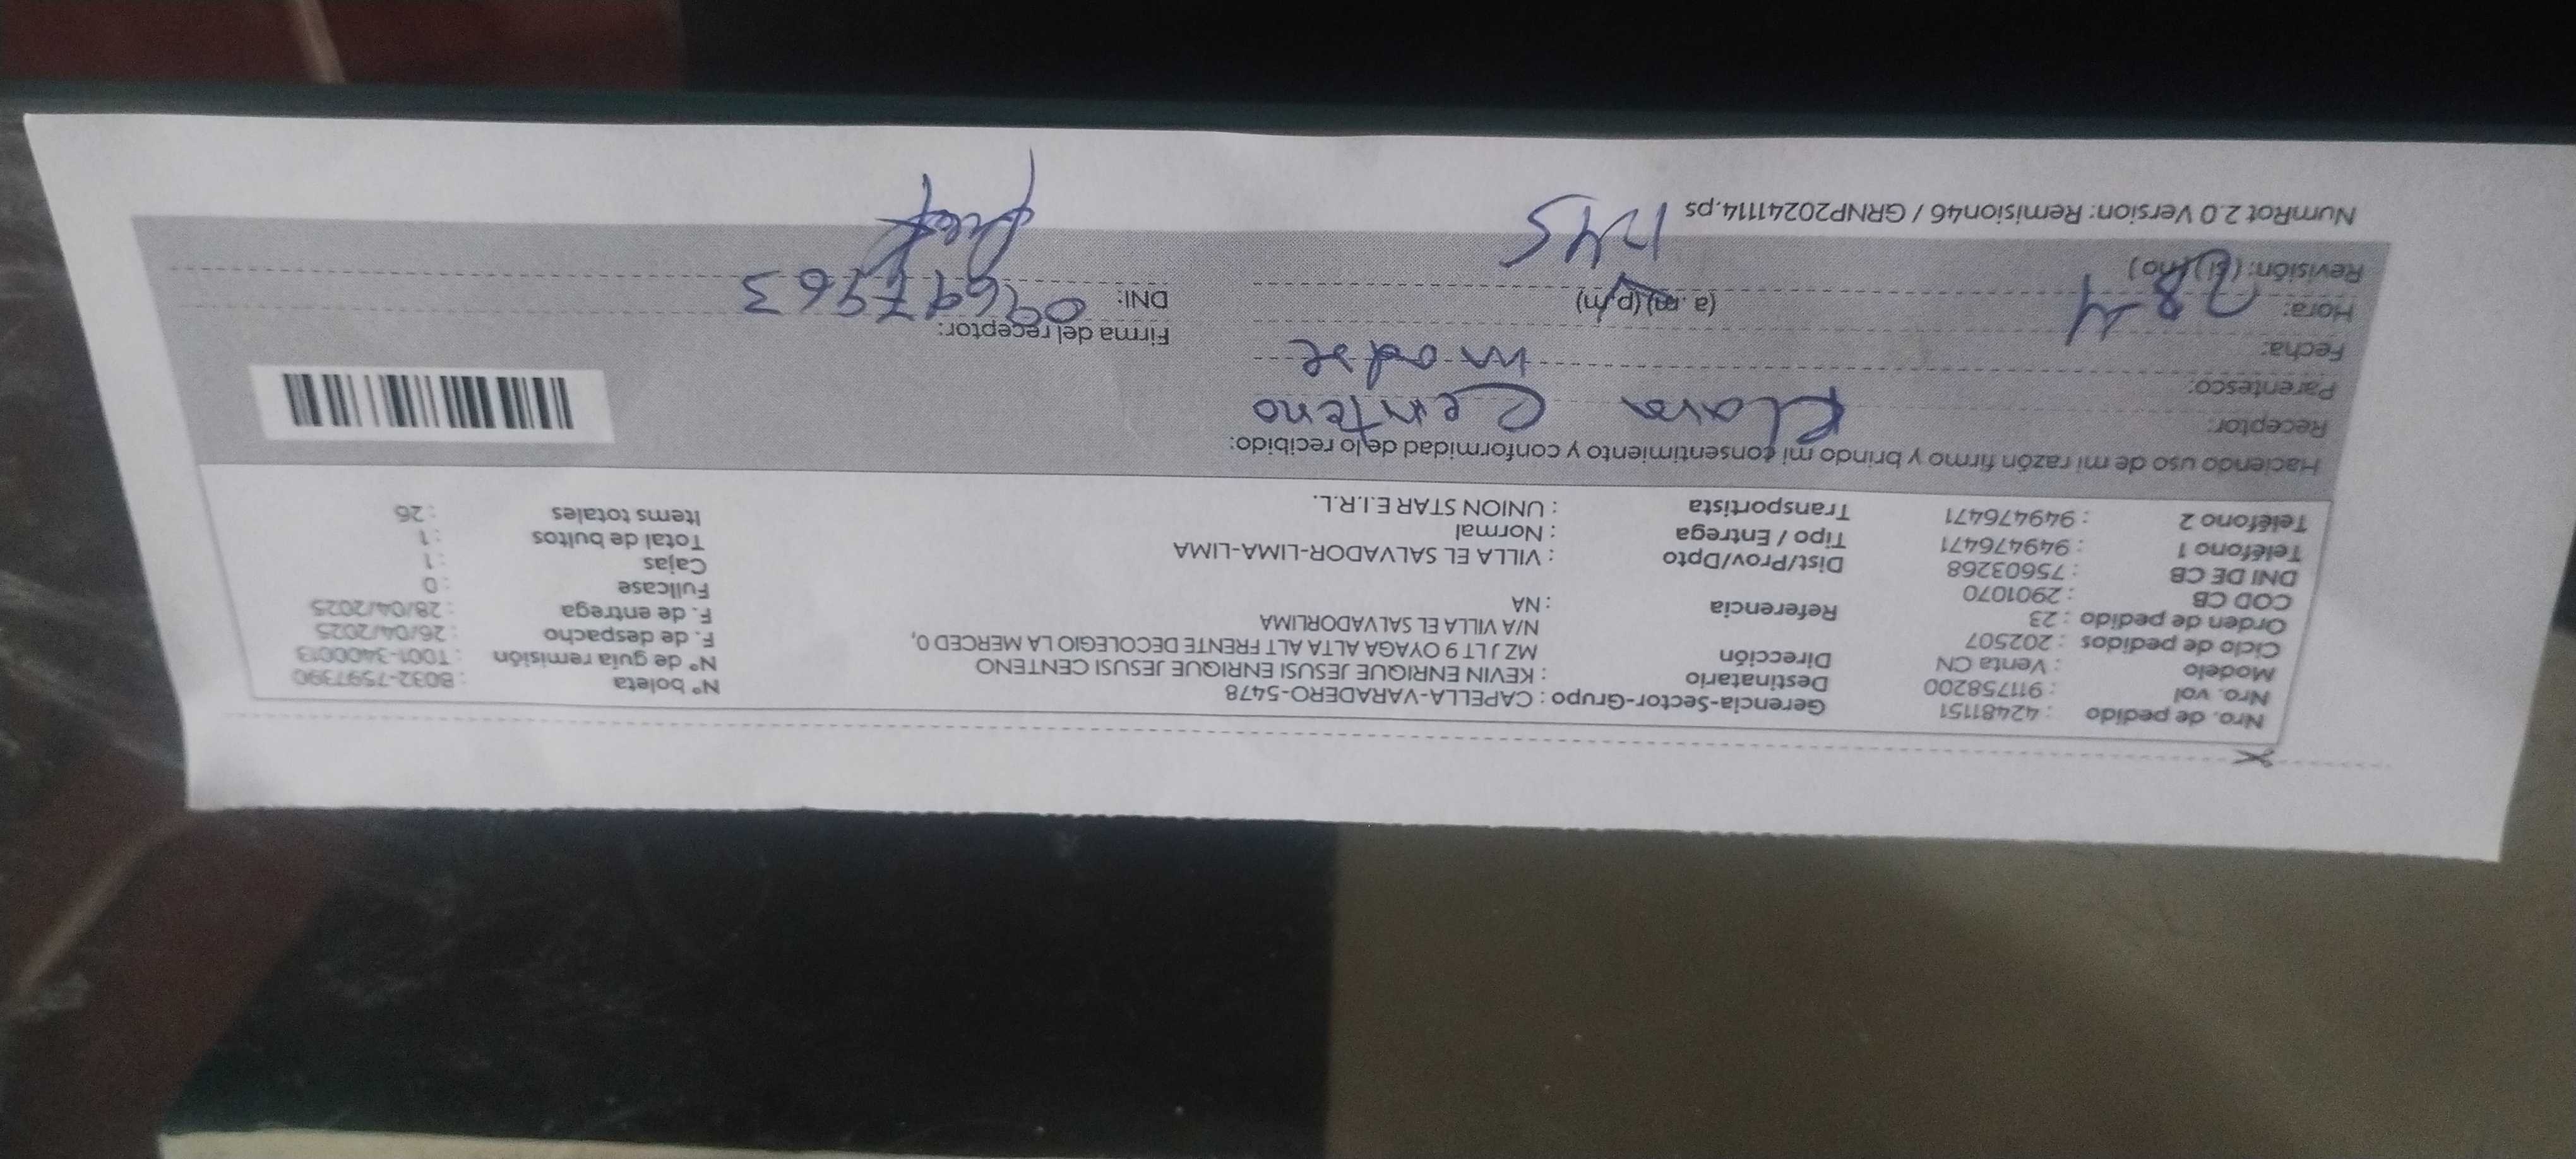 Nro. de pedido : 42481151
Nro. vol : 911758200
Modelo : Venta CN
Ciclo de pedidos : 202507
Orden de pedido : 23
COD CB : 2901070
DNI DE CB : 75603268
Teléfono 1 : 949476471
Teléfono 2 : 949476471
Gerencia-Sector-Grupo : CAPELLA-VARADERO-5478
Destinatario : KEVIN ENRIQUE JESUSI ENRIQUE JESUSI CENTENO
Dirección MZ J LT 9 OYAGA ALTA ALT FRENTE DECOLEGIO LA MERCED 0,
N/A VILLA EL SALVADORLIMA
Referencia : NA
Dist/Prov/Dpto : VILLA EL SALVADOR-LIMA-LIMA
Tipo / Entrega : Normal
Transportista : UNION STAR E.I.R.L.
N° boleta : B032-7597390
N° de guía remisión : T001-3400013
F. de despacho : 26/04/2025
F. de entrega : 28/04/2025
Fullcase : 0
Cajas : 1
Total de bultos : 1
Items totales : 26
Haciendo uso de mi razón firmo y brindo mi consentimiento y conformidad de lo recibido:
Receptor: Klara Centeno
Parentesco: madre
Fecha: 28-4
Hora: (a.m) (p/m) 1:45
Revisión: (si) (no)
Firma del receptor:
DNI: 09697963
NumRot 2.0 Version: Remision46 / GRNP20241114.ps